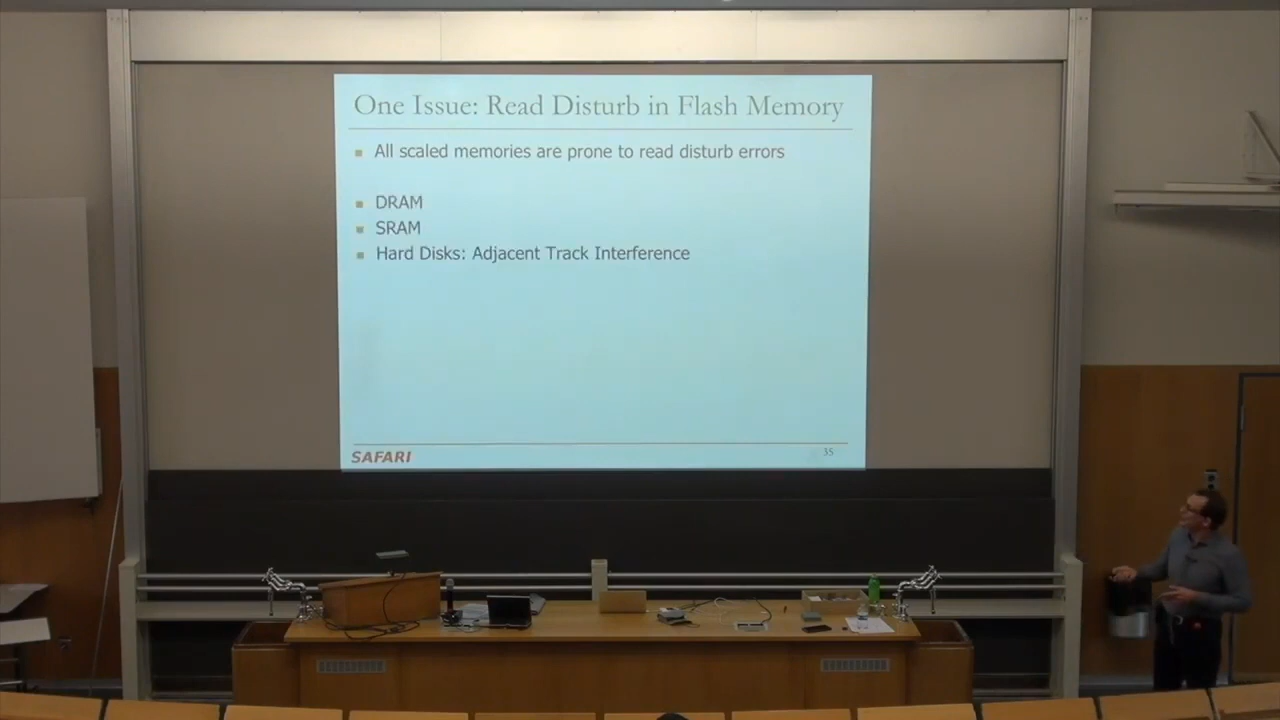 One Issue: Read Disturb in Flash Memory
All scaled memories are prone to read disturb errors
DRAM
SRAM
Hard Disks: Adjacent Track Interference
SAFARI
35